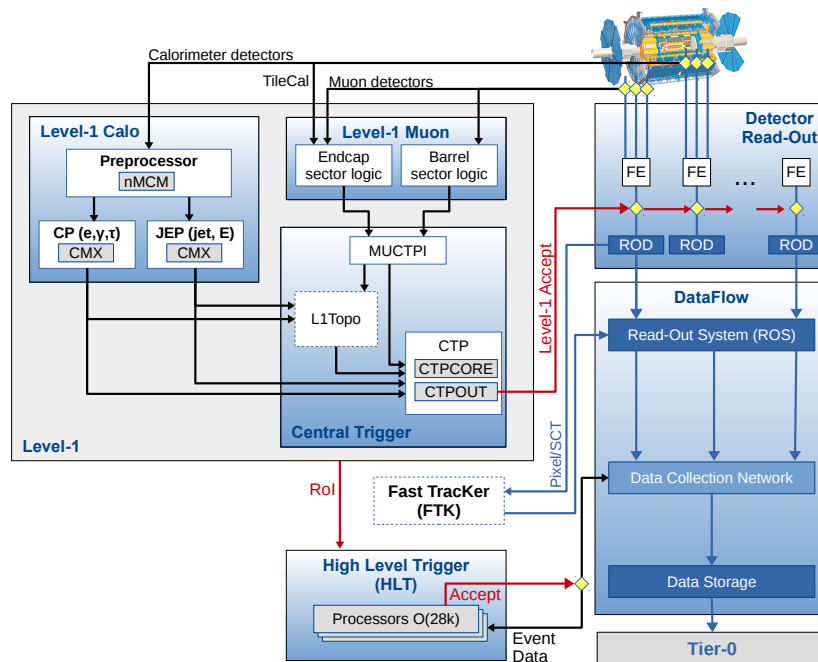 Calorimeter detectors
TileCal
Muon detectors
Level-1 Calo
Preprocessor
nMCM
CP (e,γ,τ)
CMX
JEP (jet, E)
CMX
Level-1 Muon
Endcap
sector logic
Barrel
sector logic
MUCTPI
L1Topo
CTP
CTPCORE
CTPOUT
Central Trigger
Level-1
Level-1 Accept
Detector
Read-Out
FE
FE
...
FE
ROD
ROD
ROD
DataFlow
Read-Out System (ROS)
Data Collection Network
Data Storage
Tier-0
Pixel/SCT
RoI
Fast TracKer
(FTK)
High Level Trigger
(HLT)
Accept
Processors O(28k)
Event
Data